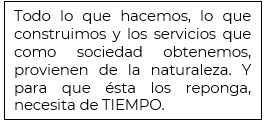 Todo lo que hacemos, lo que
construimos y los servicios que
como sociedad obtenemos,
provienen de la naturaleza. Y
para que ésta los reponga,
necesita de TIEMPO.